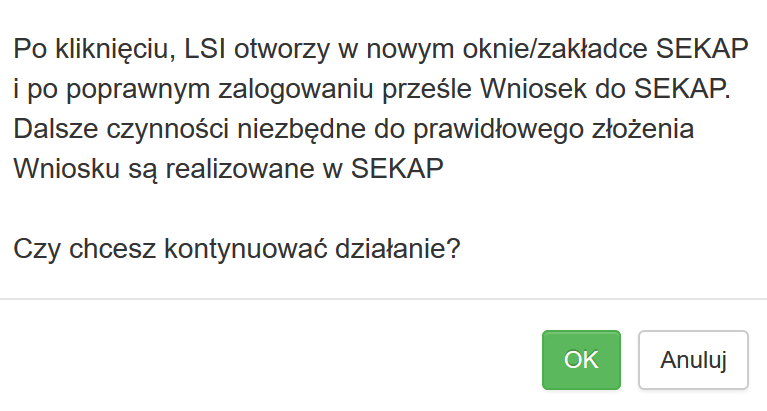 Po kliknięciu, LSI otworzy w nowym oknie/zakładce SEKAP
i po poprawnym zalogowaniu prześle Wniosek do SEKAP.
Dalsze czynności niezbędne do prawidłowego złożenia
Wniosku są realizowane w SEKAP
Czy chcesz kontynuować działanie?
OK Anuluj